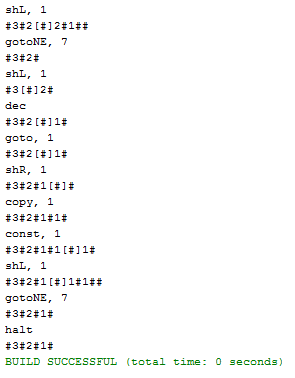 shL, 1
#3#2[#]2#1##
gotoNE, 7
#3#2#
shL, 1
#3[#]2#
dec
#3#2[#]1#
goto, 1
#3#2[#]1#
shR, 1
#3#2#1[#]#
copy, 1
#3#2#1#1#
const, 1
#3#2#1#1[#]1#
shL, 1
#3#2#1[#]1#1##
gotoNE, 7
#3#2#1#
halt
#3#2#1#
BUILD SUCCESSFUL (total time: 0 seconds)